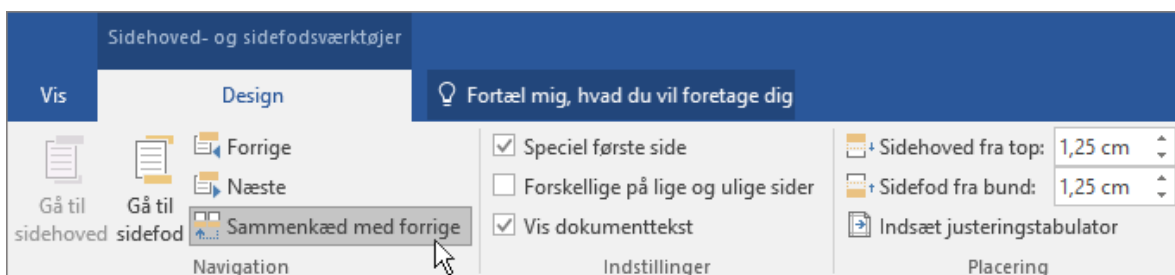 Sidehoved- og sidefodsværktøjer
Vis
Design
Fortæl mig, hvad du vil foretage dig
Gå til
sidehoved
Gå til
sidefod
Forrige
Næste
Sammenkæd med forrige
Navigation
Speciel første side
Forskellige på lige og ulige sider
Vis dokumenttekst
Indstillinger
Sidehoved fra top: 1,25 cm
Sidefod fra bund: 1,25 cm
Indsæt justeringstabulator
Placering